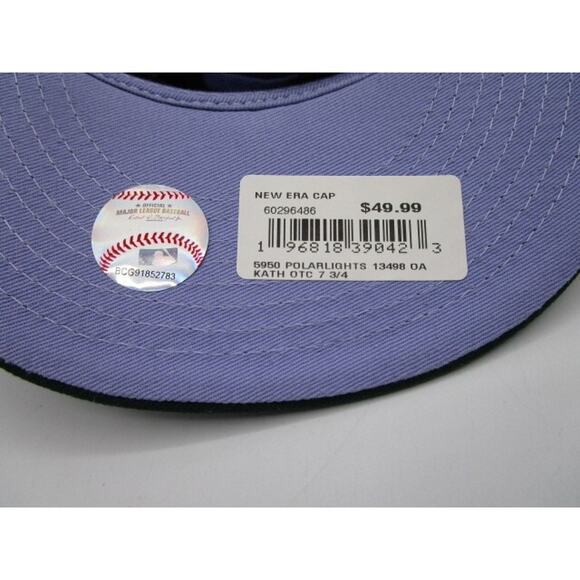 OFFICIAL
MAJOR LEAGUE BASEBALL
BCG91852783
NEW ERA CAP
60296486 $49.99
1 96818 39042 3
5950 POLARLIGHTS 13498 OA
KATH OTC 7 3/4